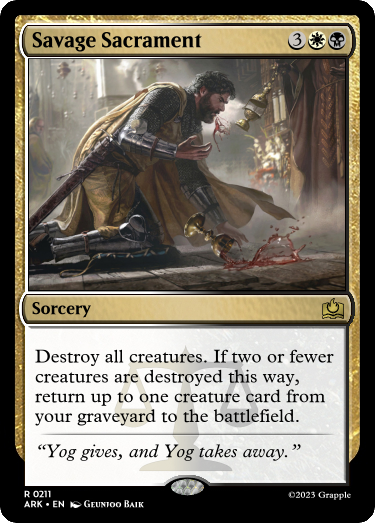 Savage Sacrament 3
Sorcery
Destroy all creatures. If two or fewer
creatures are destroyed this way,
return up to one creature card from
your graveyard to the battlefield.
“Yog gives, and Yog takes away.”
R 0211
ARK • EN Geunjoo Baik
©2023 Grapple